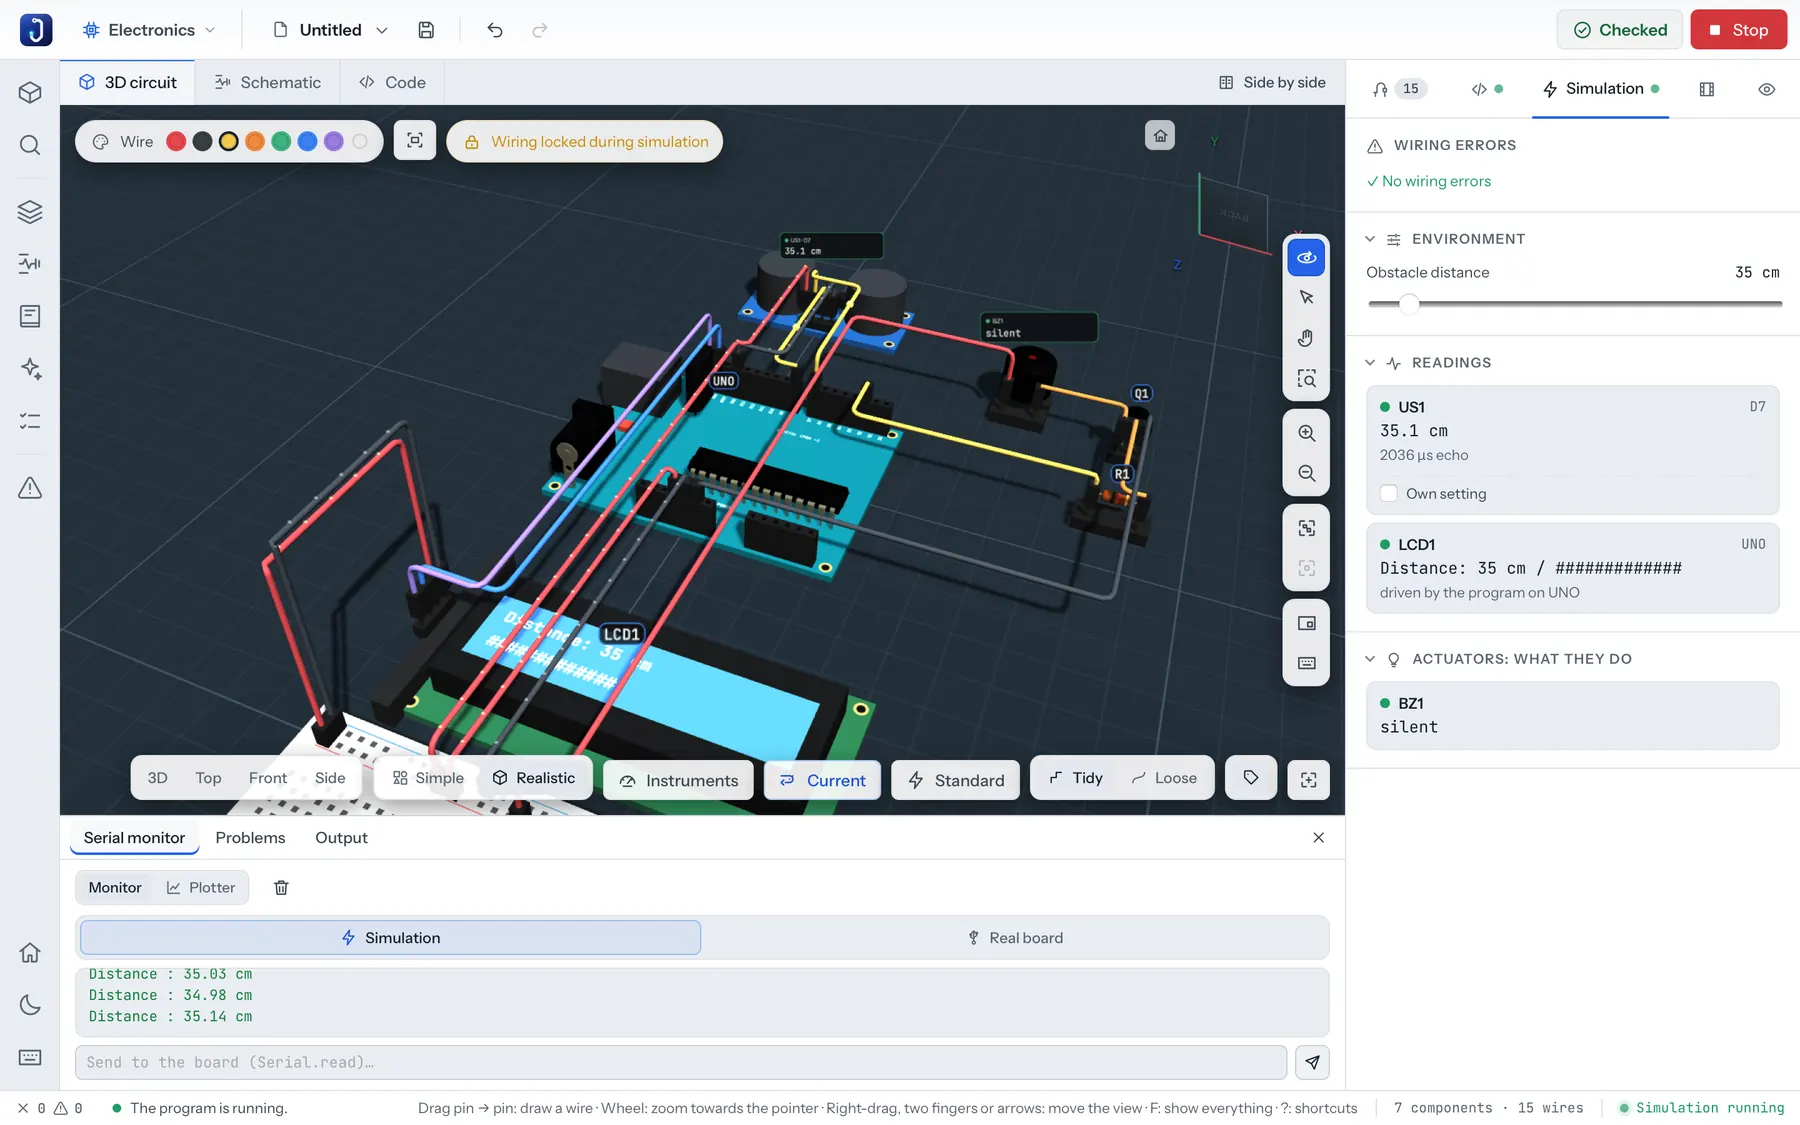 Electronics
Untitled
Checked
Stop
3D circuit
Schematic
Code
Side by side
15
Simulation
Wire
Wiring locked during simulation
Y
BACK
X
Z
US1·D7
35.1 cm
BZ1
silent
UNO
Q1
R1
LCD1
Distance: 35 cm
#############
3D
Top
Front
Side
Simple
Realistic
Instruments
Current
Standard
Tidy
Loose
WIRING ERRORS
✓ No wiring errors
ENVIRONMENT
Obstacle distance
35 cm
READINGS
US1
D7
35.1 cm
2036 µs echo
Own setting
LCD1
UNO
Distance: 35 cm / #############
driven by the program on UNO
ACTUATORS: WHAT THEY DO
BZ1
silent
Serial monitor
Problems
Output
Monitor
Plotter
Simulation
Real board
Distance : 35.03 cm
Distance : 34.98 cm
Distance : 35.14 cm
Send to the board (Serial.read)…
0
0
The program is running.
Drag pin → pin: draw a wire · Wheel: zoom towards the pointer · Right-drag, two fingers or arrows: move the view · F: show everything · ?: shortcuts
7 components · 15 wires
Simulation running